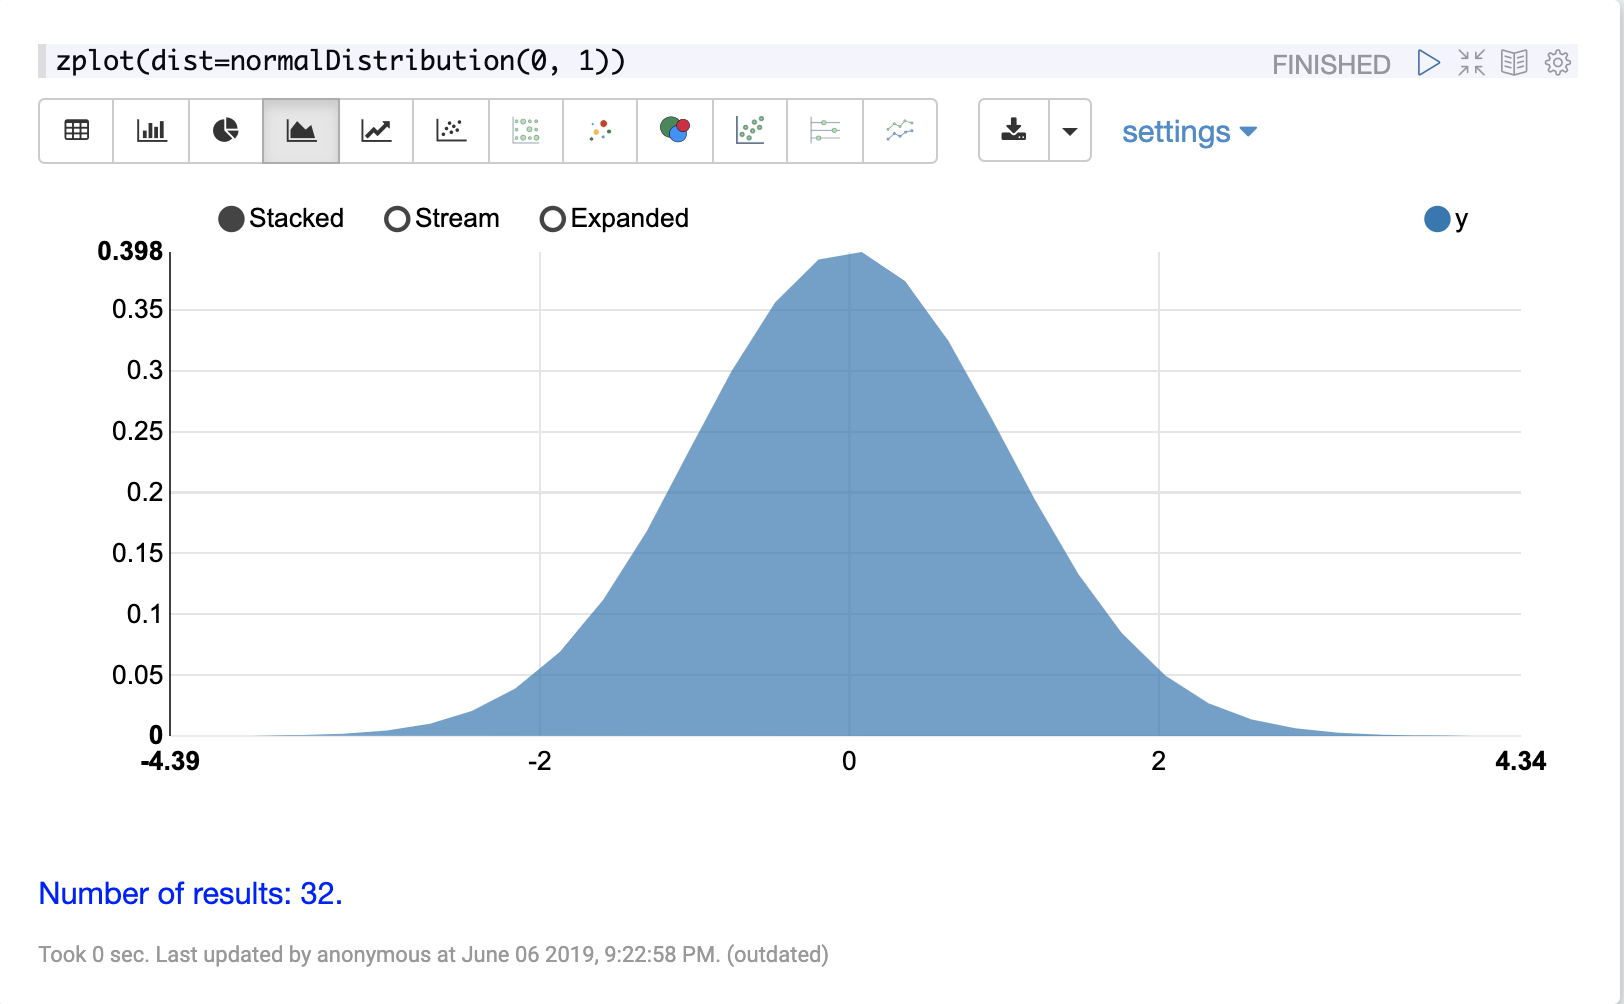 zplot(dist=normalDistribution(0, 1))
FINISHED
settings
Stacked Stream Expanded y
0.398
0.35
0.3
0.25
0.2
0.15
0.1
0.05
0
-4.39 -2 0 2 4.34
Number of results: 32.
Took 0 sec. Last updated by anonymous at June 06 2019, 9:22:58 PM. (outdated)